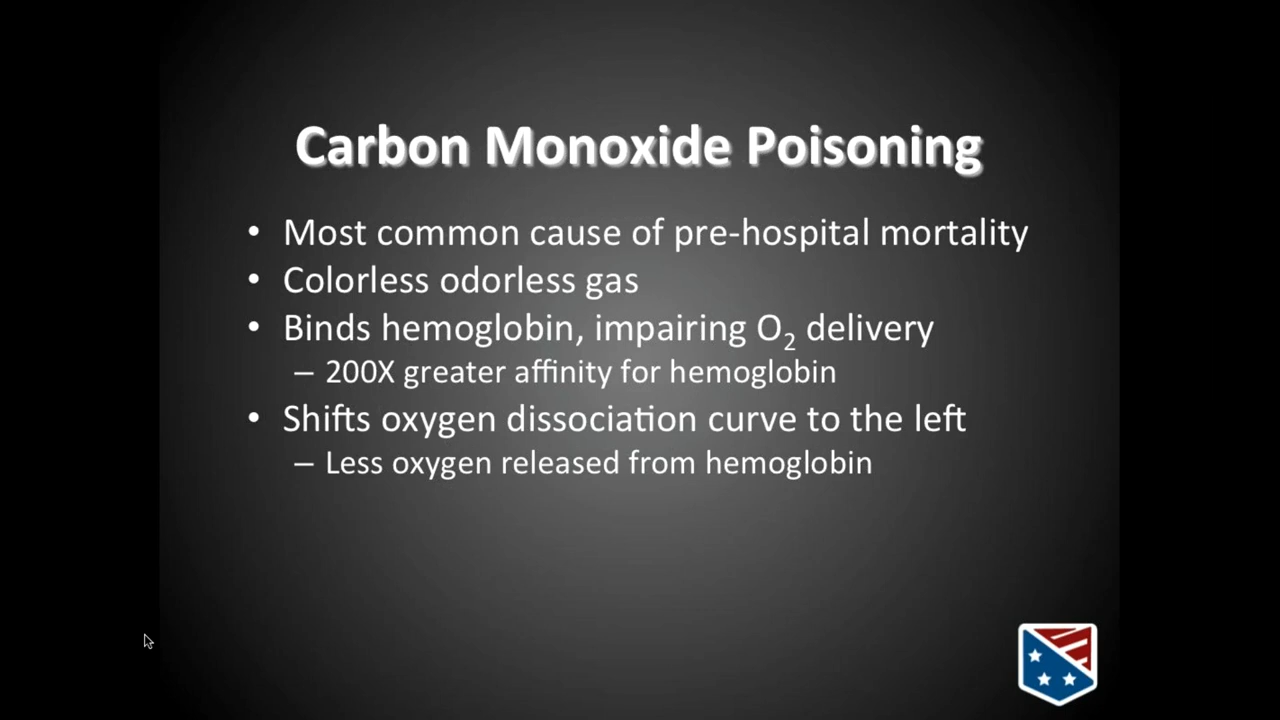 Carbon Monoxide Poisoning
• Most common cause of pre-hospital mortality
• Colorless odorless gas
• Binds hemoglobin, impairing O₂ delivery
– 200X greater affinity for hemoglobin
• Shifts oxygen dissociation curve to the left
– Less oxygen released from hemoglobin